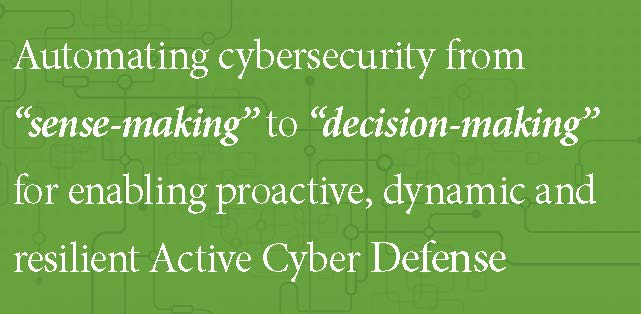 Automating cybersecurity from
“sense-making” to “decision-making”
for enabling proactive, dynamic and
resilient Active Cyber Defense